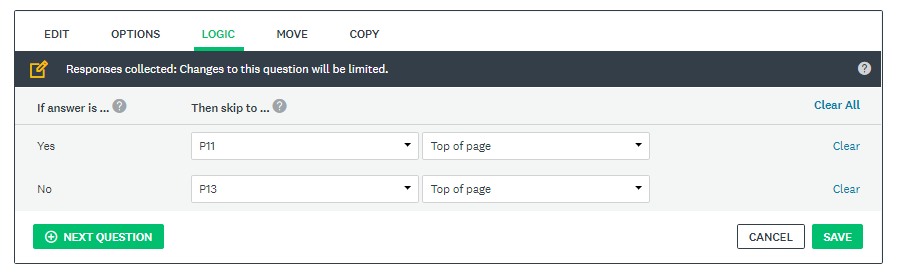 EDIT OPTIONS LOGIC MOVE COPY
Responses collected: Changes to this question will be limited. ?
If answer is ... ? Then skip to ... ? Clear All
Yes P11 Top of page Clear
No P13 Top of page Clear
NEXT QUESTION CANCEL SAVE